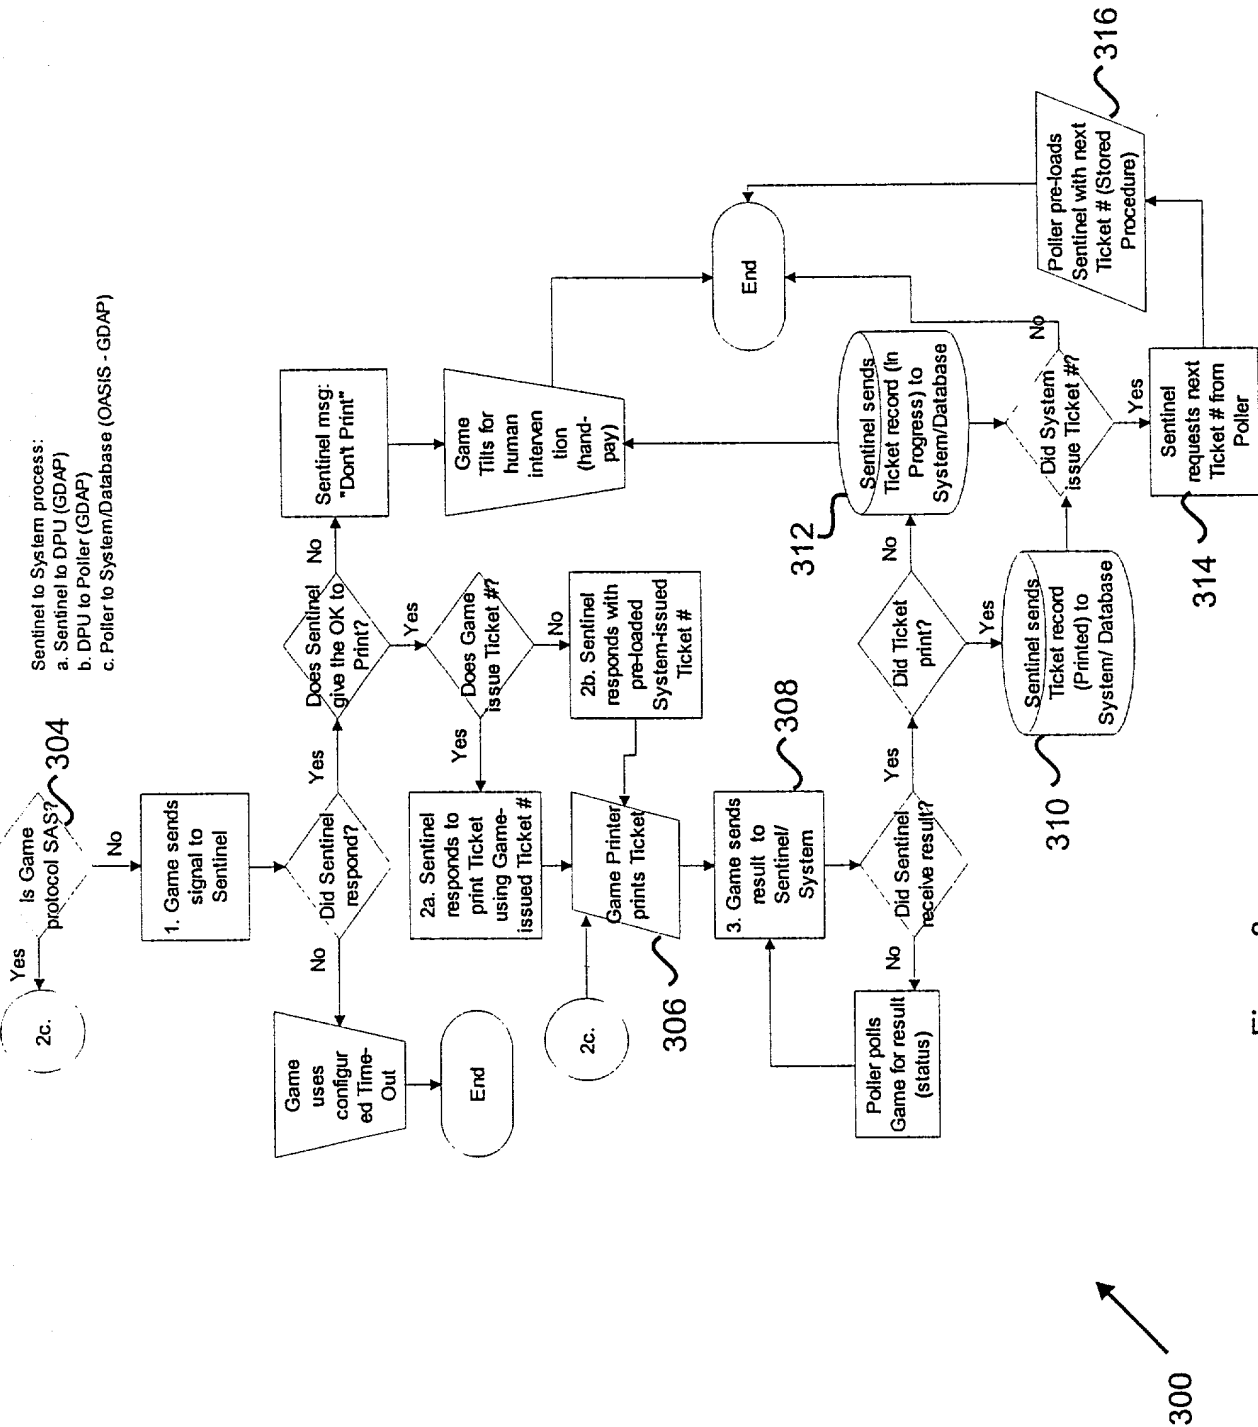 Sentinel to System process:
a. Sentinel to DPU (GDAP)
b. DPU to Poller (GDAP)
c. Poller to System/Database (OASIS - GDAP)
Is Game
protocol SAS?
304
Yes
2c.
No
1. Game sends
signal to
Sentinel
Did Sentinel
respond?
No
Game
uses
configur
ed Time-
Out
End
Yes
Does Sentinel
give the OK to
Print?
No
Sentinel msg:
"Don't Print"
Yes
Does Game
issue Ticket #?
Yes
2a. Sentinel
responds to
print Ticket
using Game-
issued Ticket #
No
2b. Sentinel
responds with
pre-loaded
System-issued
Ticket #
Game
Tilts for
human
interven
tion
(hand-
pay)
2c.
Game Printer
prints Ticket
306
3. Game sends
result to
Sentinel/
System
308
Did Sentinel
receive result?
No
Poller polls
Game for result
(status)
Yes
Did Ticket
print?
No
Sentinel sends
Ticket record (In
Progress) to
System/Database
312
Yes
Sentinel sends
Ticket record
(Printed) to
System/ Database
310
Did System
issue Ticket #?
No
End
Yes
Sentinel
requests next
Ticket # from
Poller
314
Poller pre-loads
Sentinel with next
Ticket # (Stored
Procedure)
316
300